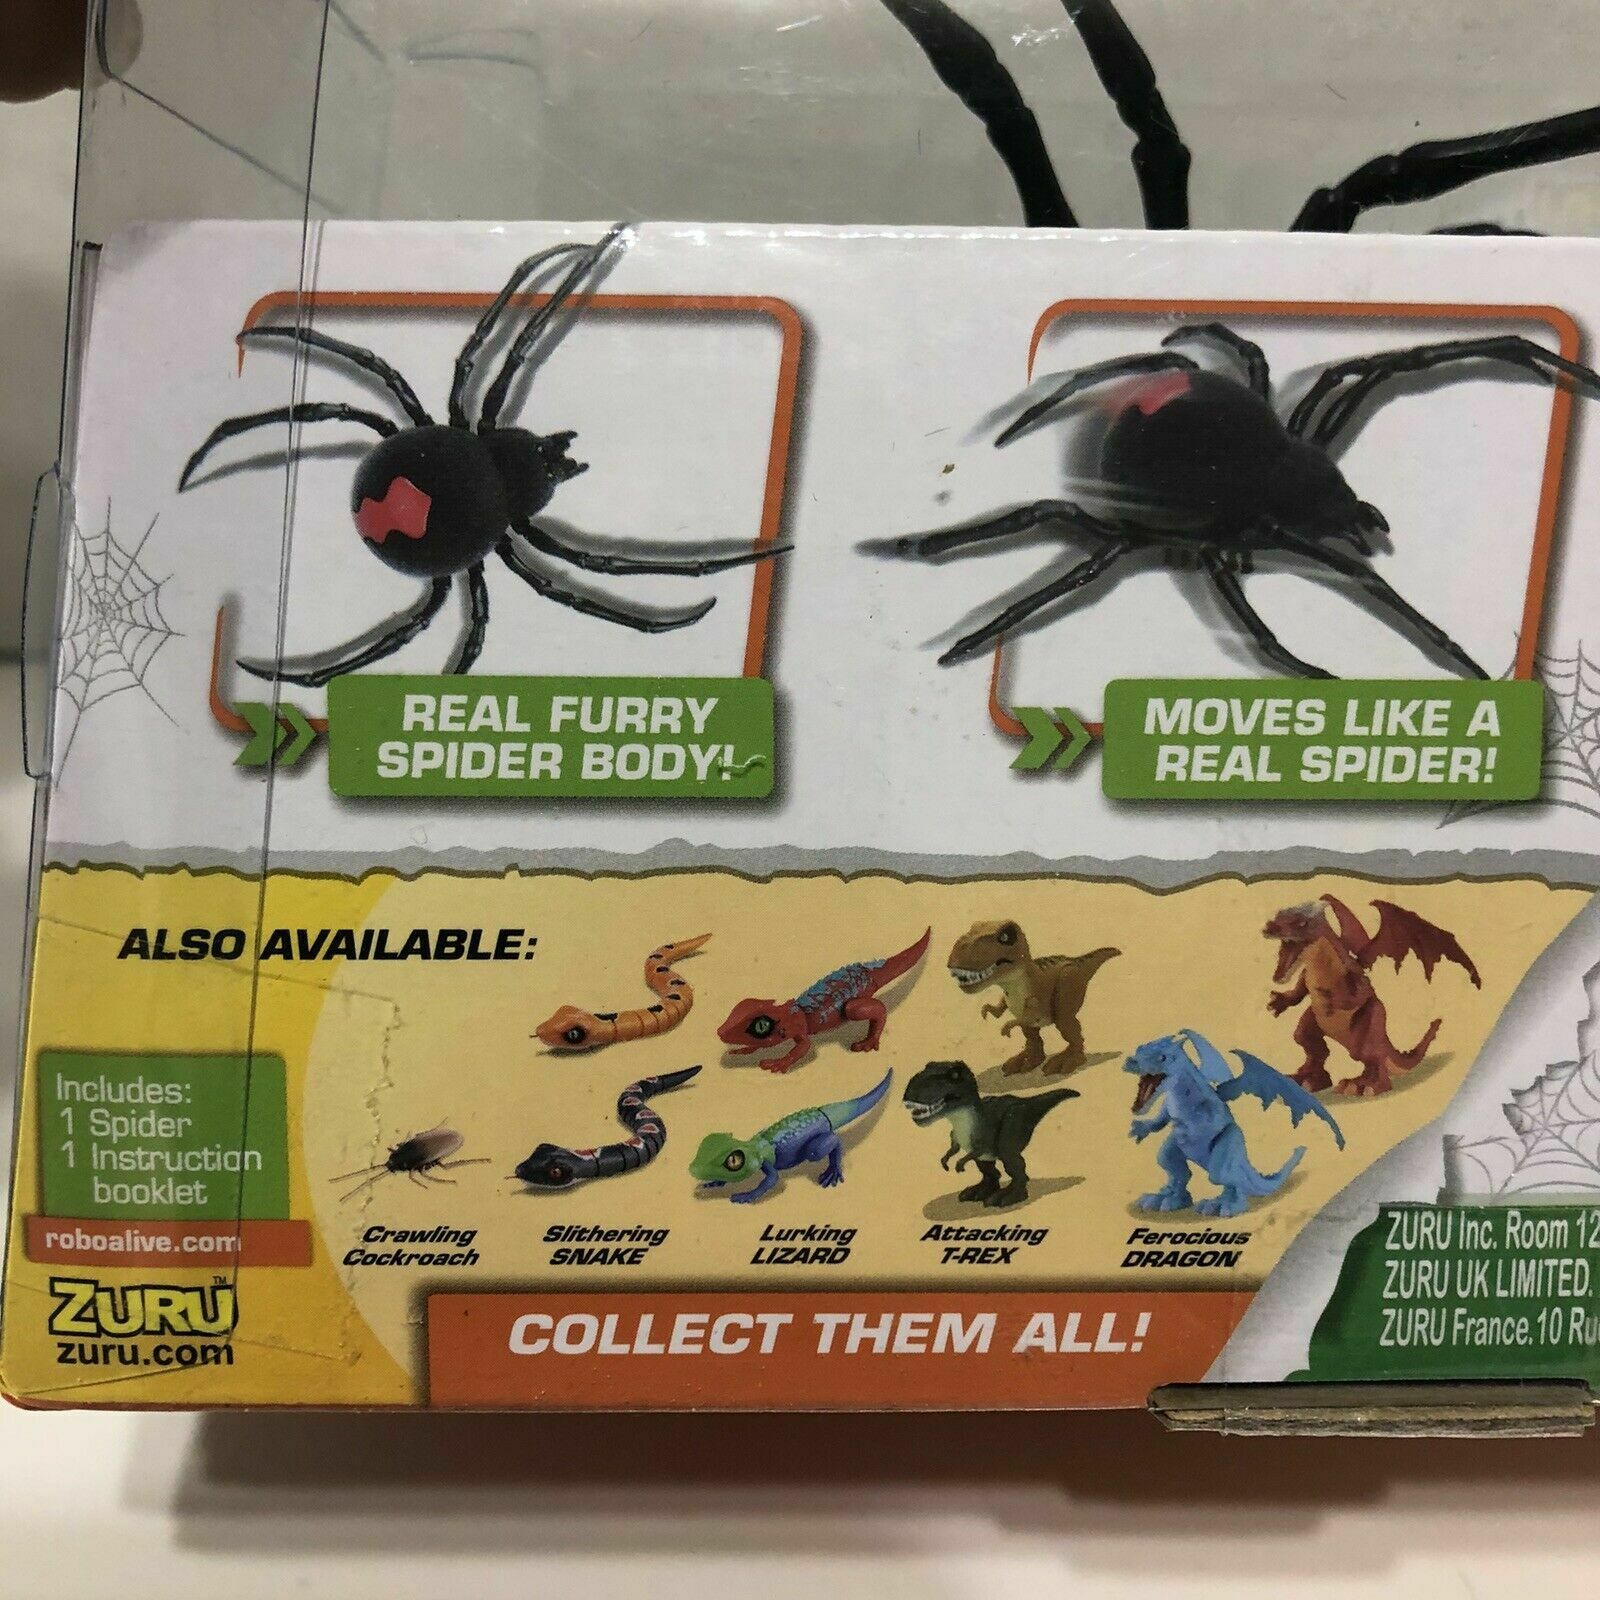 REAL FURRY
SPIDER BODY!
MOVES LIKE A
REAL SPIDER!
ALSO AVAILABLE:
Includes:
1 Spider
1 Instruction
booklet
roboalive.com
ZURU™
zuru.com
Crawling
Cockroach
Slithering
SNAKE
Lurking
LIZARD
Attacking
T-REX
Ferocious
DRAGON
COLLECT THEM ALL!
ZURU Inc. Room 12
ZURU UK LIMITED.
ZURU France. 10 Ru